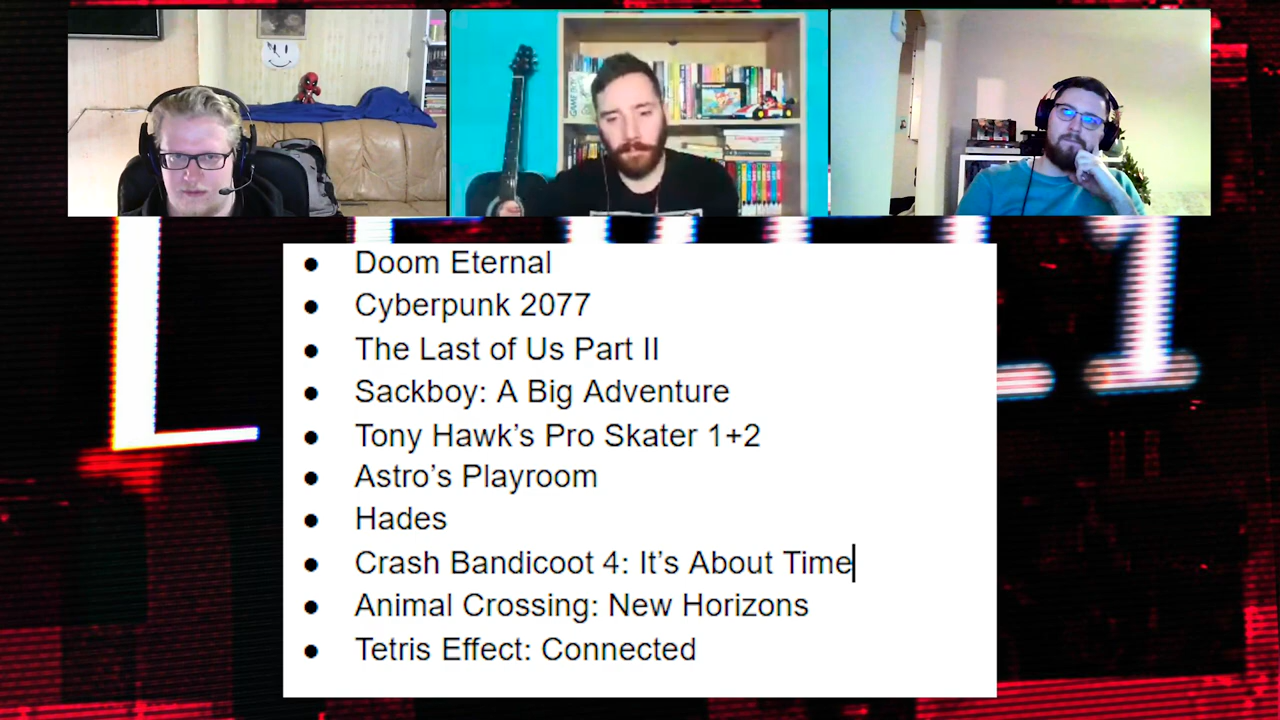 Doom Eternal
Cyberpunk 2077
The Last of Us Part II
Sackboy: A Big Adventure
Tony Hawk’s Pro Skater 1+2
Astro’s Playroom
Hades
Crash Bandicoot 4: It’s About Time
Animal Crossing: New Horizons
Tetris Effect: Connected